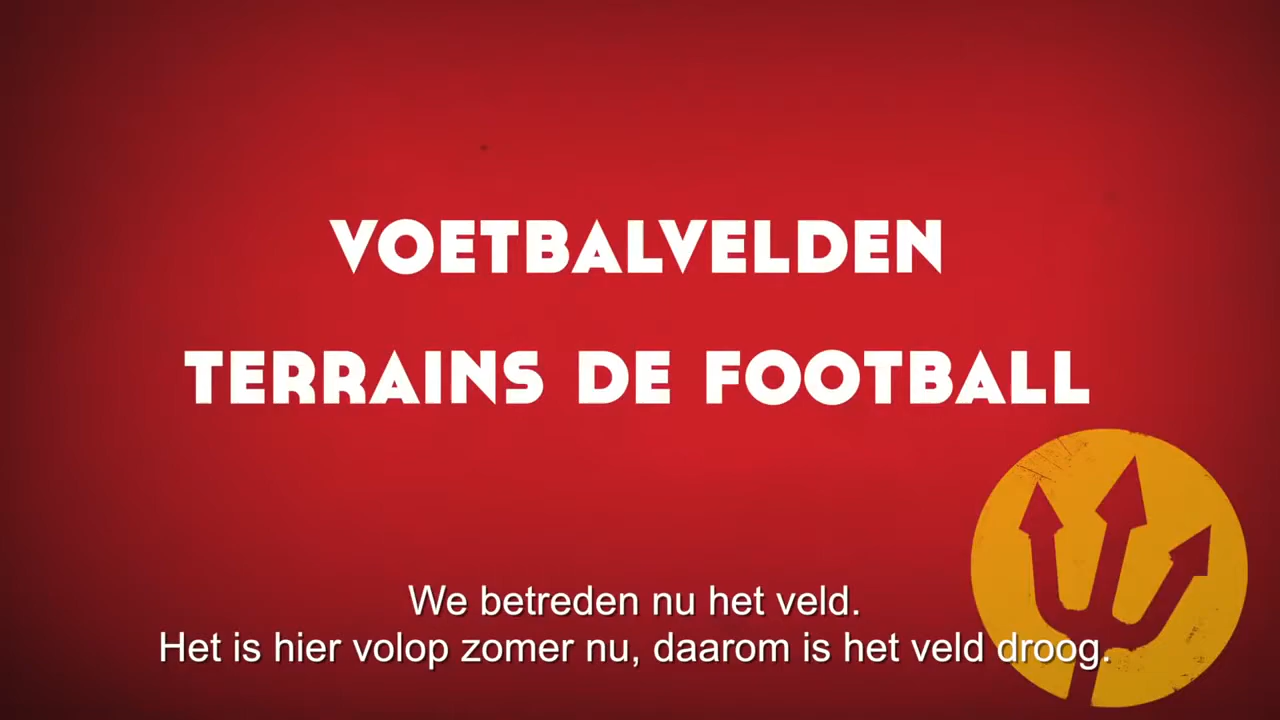 VOETBALVELDEN
TERRAINS DE FOOTBALL
We betreden nu het veld.
Het is hier volop zomer nu, daarom is het veld droog.